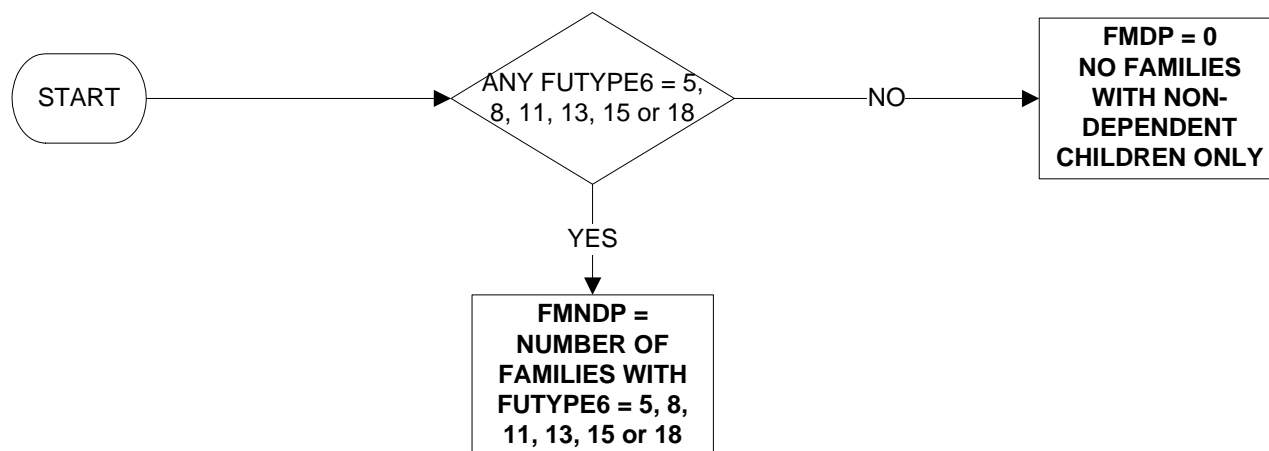 START
ANY FUTYPE6 = 5,
8, 11, 13, 15 or 18
NO
FMDP = 0
NO FAMILIES
WITH NON-
DEPENDENT
CHILDREN ONLY
YES
FMNDP =
NUMBER OF
FAMILIES WITH
FUTYPE6 = 5, 8,
11, 13, 15 or 18